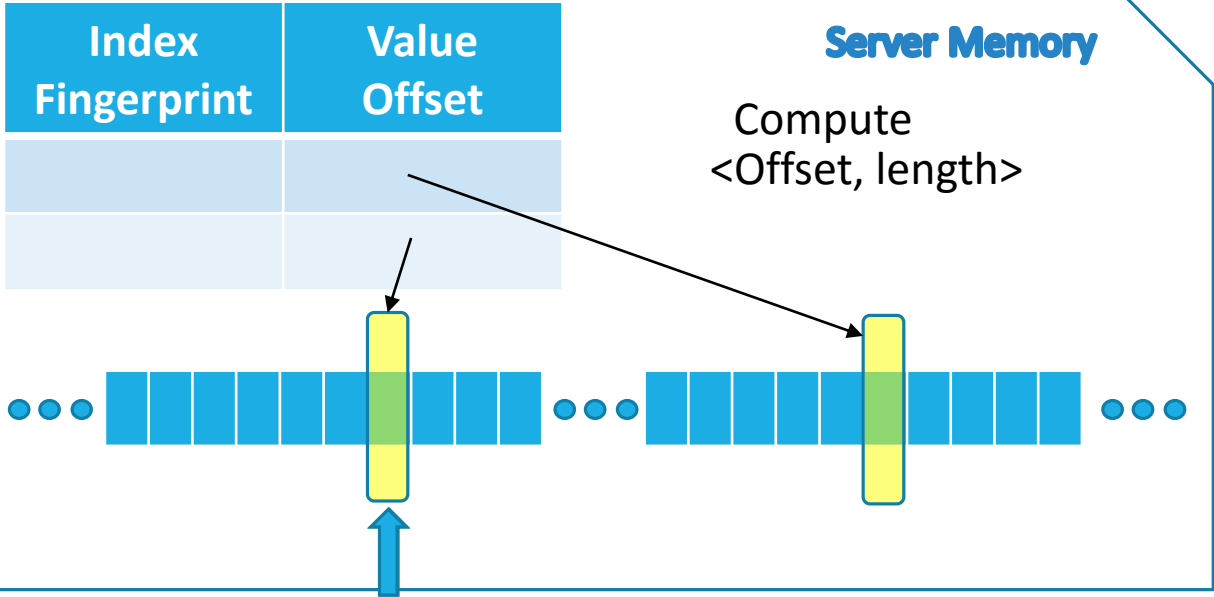 Index
Fingerprint
Value
Offset
Server Memory
Compute
<Offset, length>